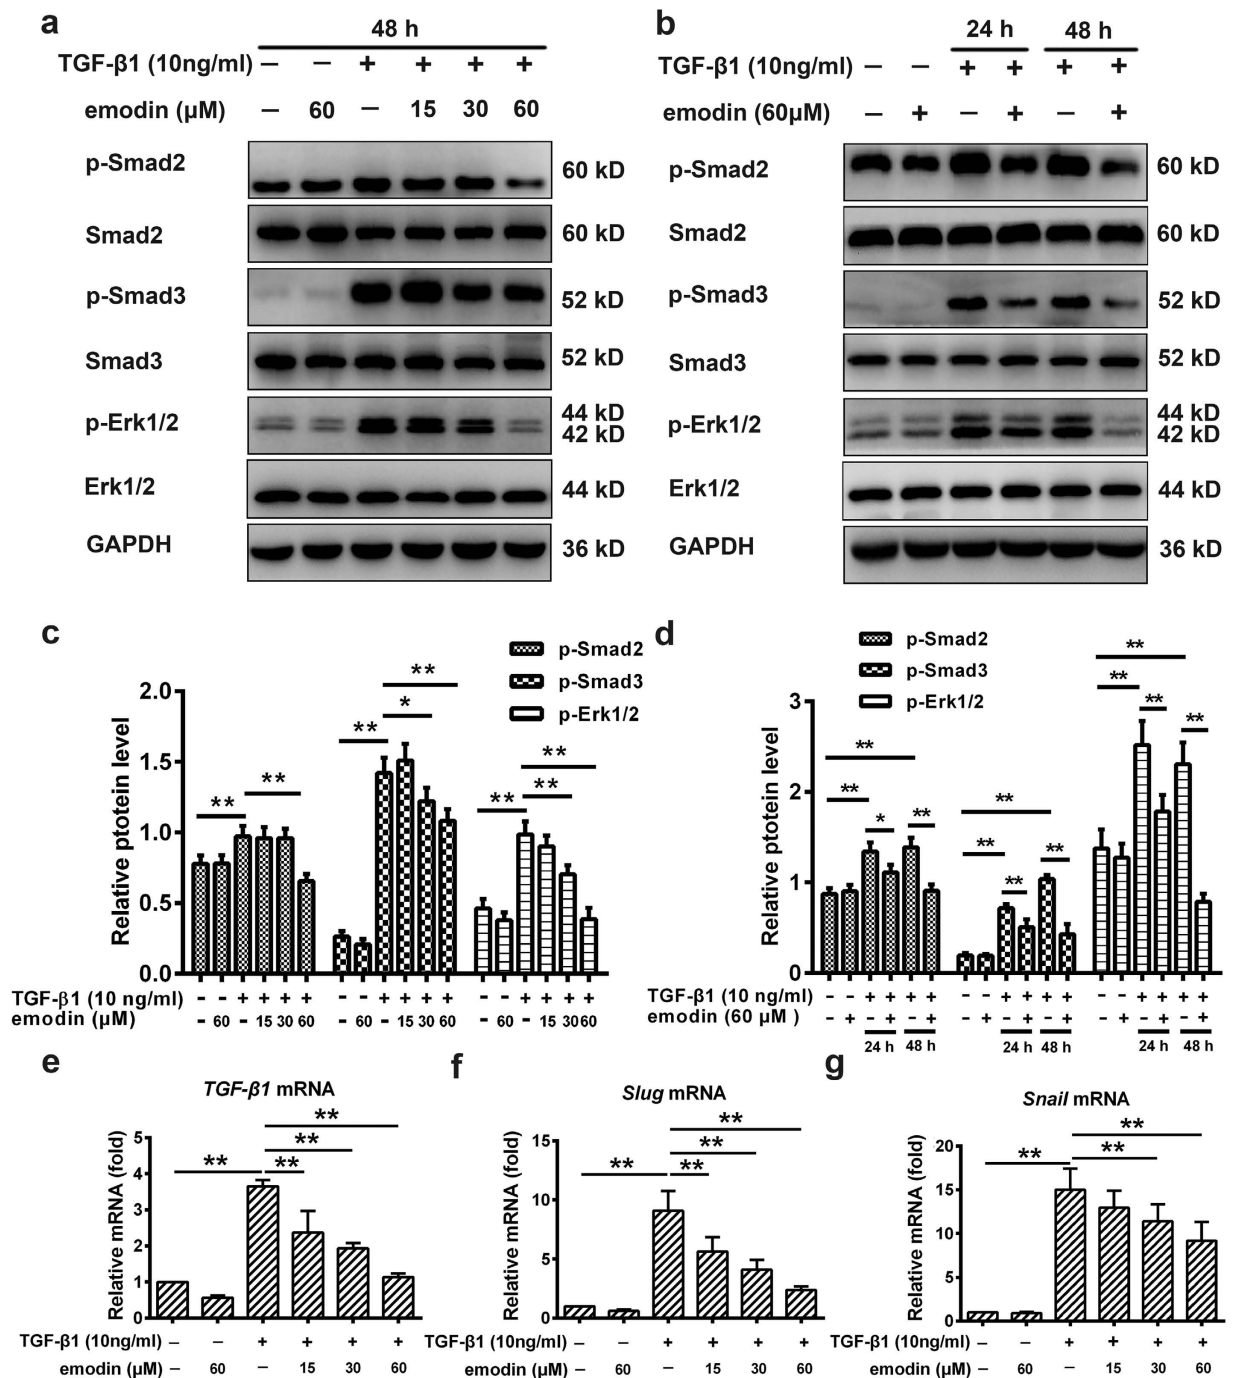 a
48 h
TGF-β1 (10ng/ml) – – + + + +
emodin (μM) – 60 – 15 30 60
p-Smad2 60 kD
Smad2 60 kD
p-Smad3 52 kD
Smad3 52 kD
p-Erk1/2 44 kD
42 kD
Erk1/2 44 kD
GAPDH 36 kD
b
24 h 48 h
TGF-β1 (10ng/ml) – – + + + +
emodin (60μM) – + – + – +
p-Smad2 60 kD
Smad2 60 kD
p-Smad3 52 kD
Smad3 52 kD
p-Erk1/2 44 kD
42 kD
Erk1/2 44 kD
GAPDH 36 kD
c
p-Smad2
p-Smad3
p-Erk1/2
Relative ptotein level
2.0
1.5
1.0
0.5
0.0
** ** ** * ** ** ** **
TGF-β1 (10 ng/ml) - - + + + + - - + + + + - - + + + +
emodin (μM) - 60 - 15 30 60 - 60 - 15 30 60 - 60 - 15 30 60
d
p-Smad2
p-Smad3
p-Erk1/2
Relative ptotein level
3
2
1
0
** ** * ** ** ** ** ** ** ** ** **
TGF-β1 (10 ng/ml) - - + + + + - - + + + + - - + + + +
emodin (60 μM ) - + - + - + - + - + - + - + - + - +
24 h 48 h 24 h 48 h 24 h 48 h
e
TGF-β1 mRNA
Relative mRNA (fold)
5
4
3
2
1
0
** ** ** **
TGF-β1 (10ng/ml) – – + + + +
emodin (μM) – 60 – 15 30 60
f
Slug mRNA
Relative mRNA (fold)
15
10
5
0
** ** ** **
TGF-β1 (10ng/ml) – – + + + +
emodin (μM) – 60 – 15 30 60
g
Snail mRNA
Relative mRNA (fold)
20
15
10
5
0
** ** **
TGF-β1 (10ng/ml) – – + + + +
emodin (μM) – 60 – 15 30 60